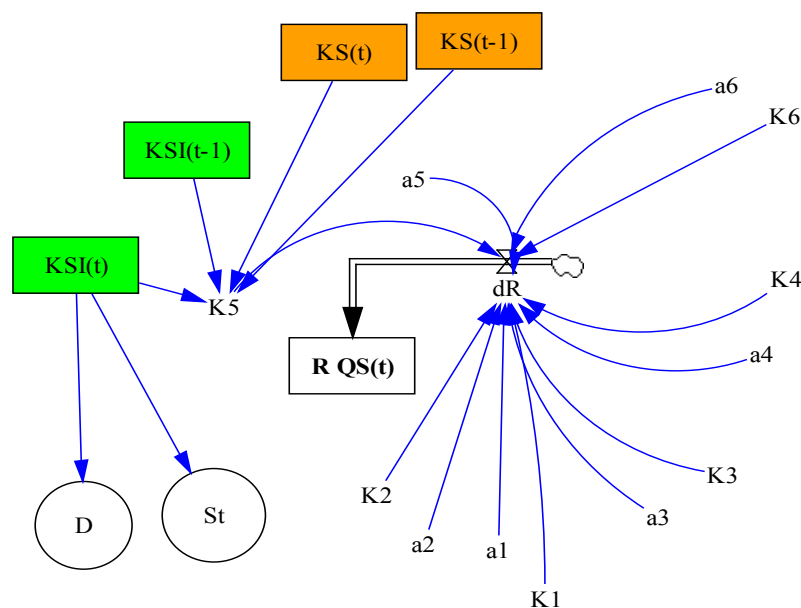 KS(t)
KS(t-1)
a6
K6
KSI(t-1)
a5
KSI(t)
K5
dR
K4
R QS(t)
a4
K2
K3
D
St
a3
a2
a1
K1